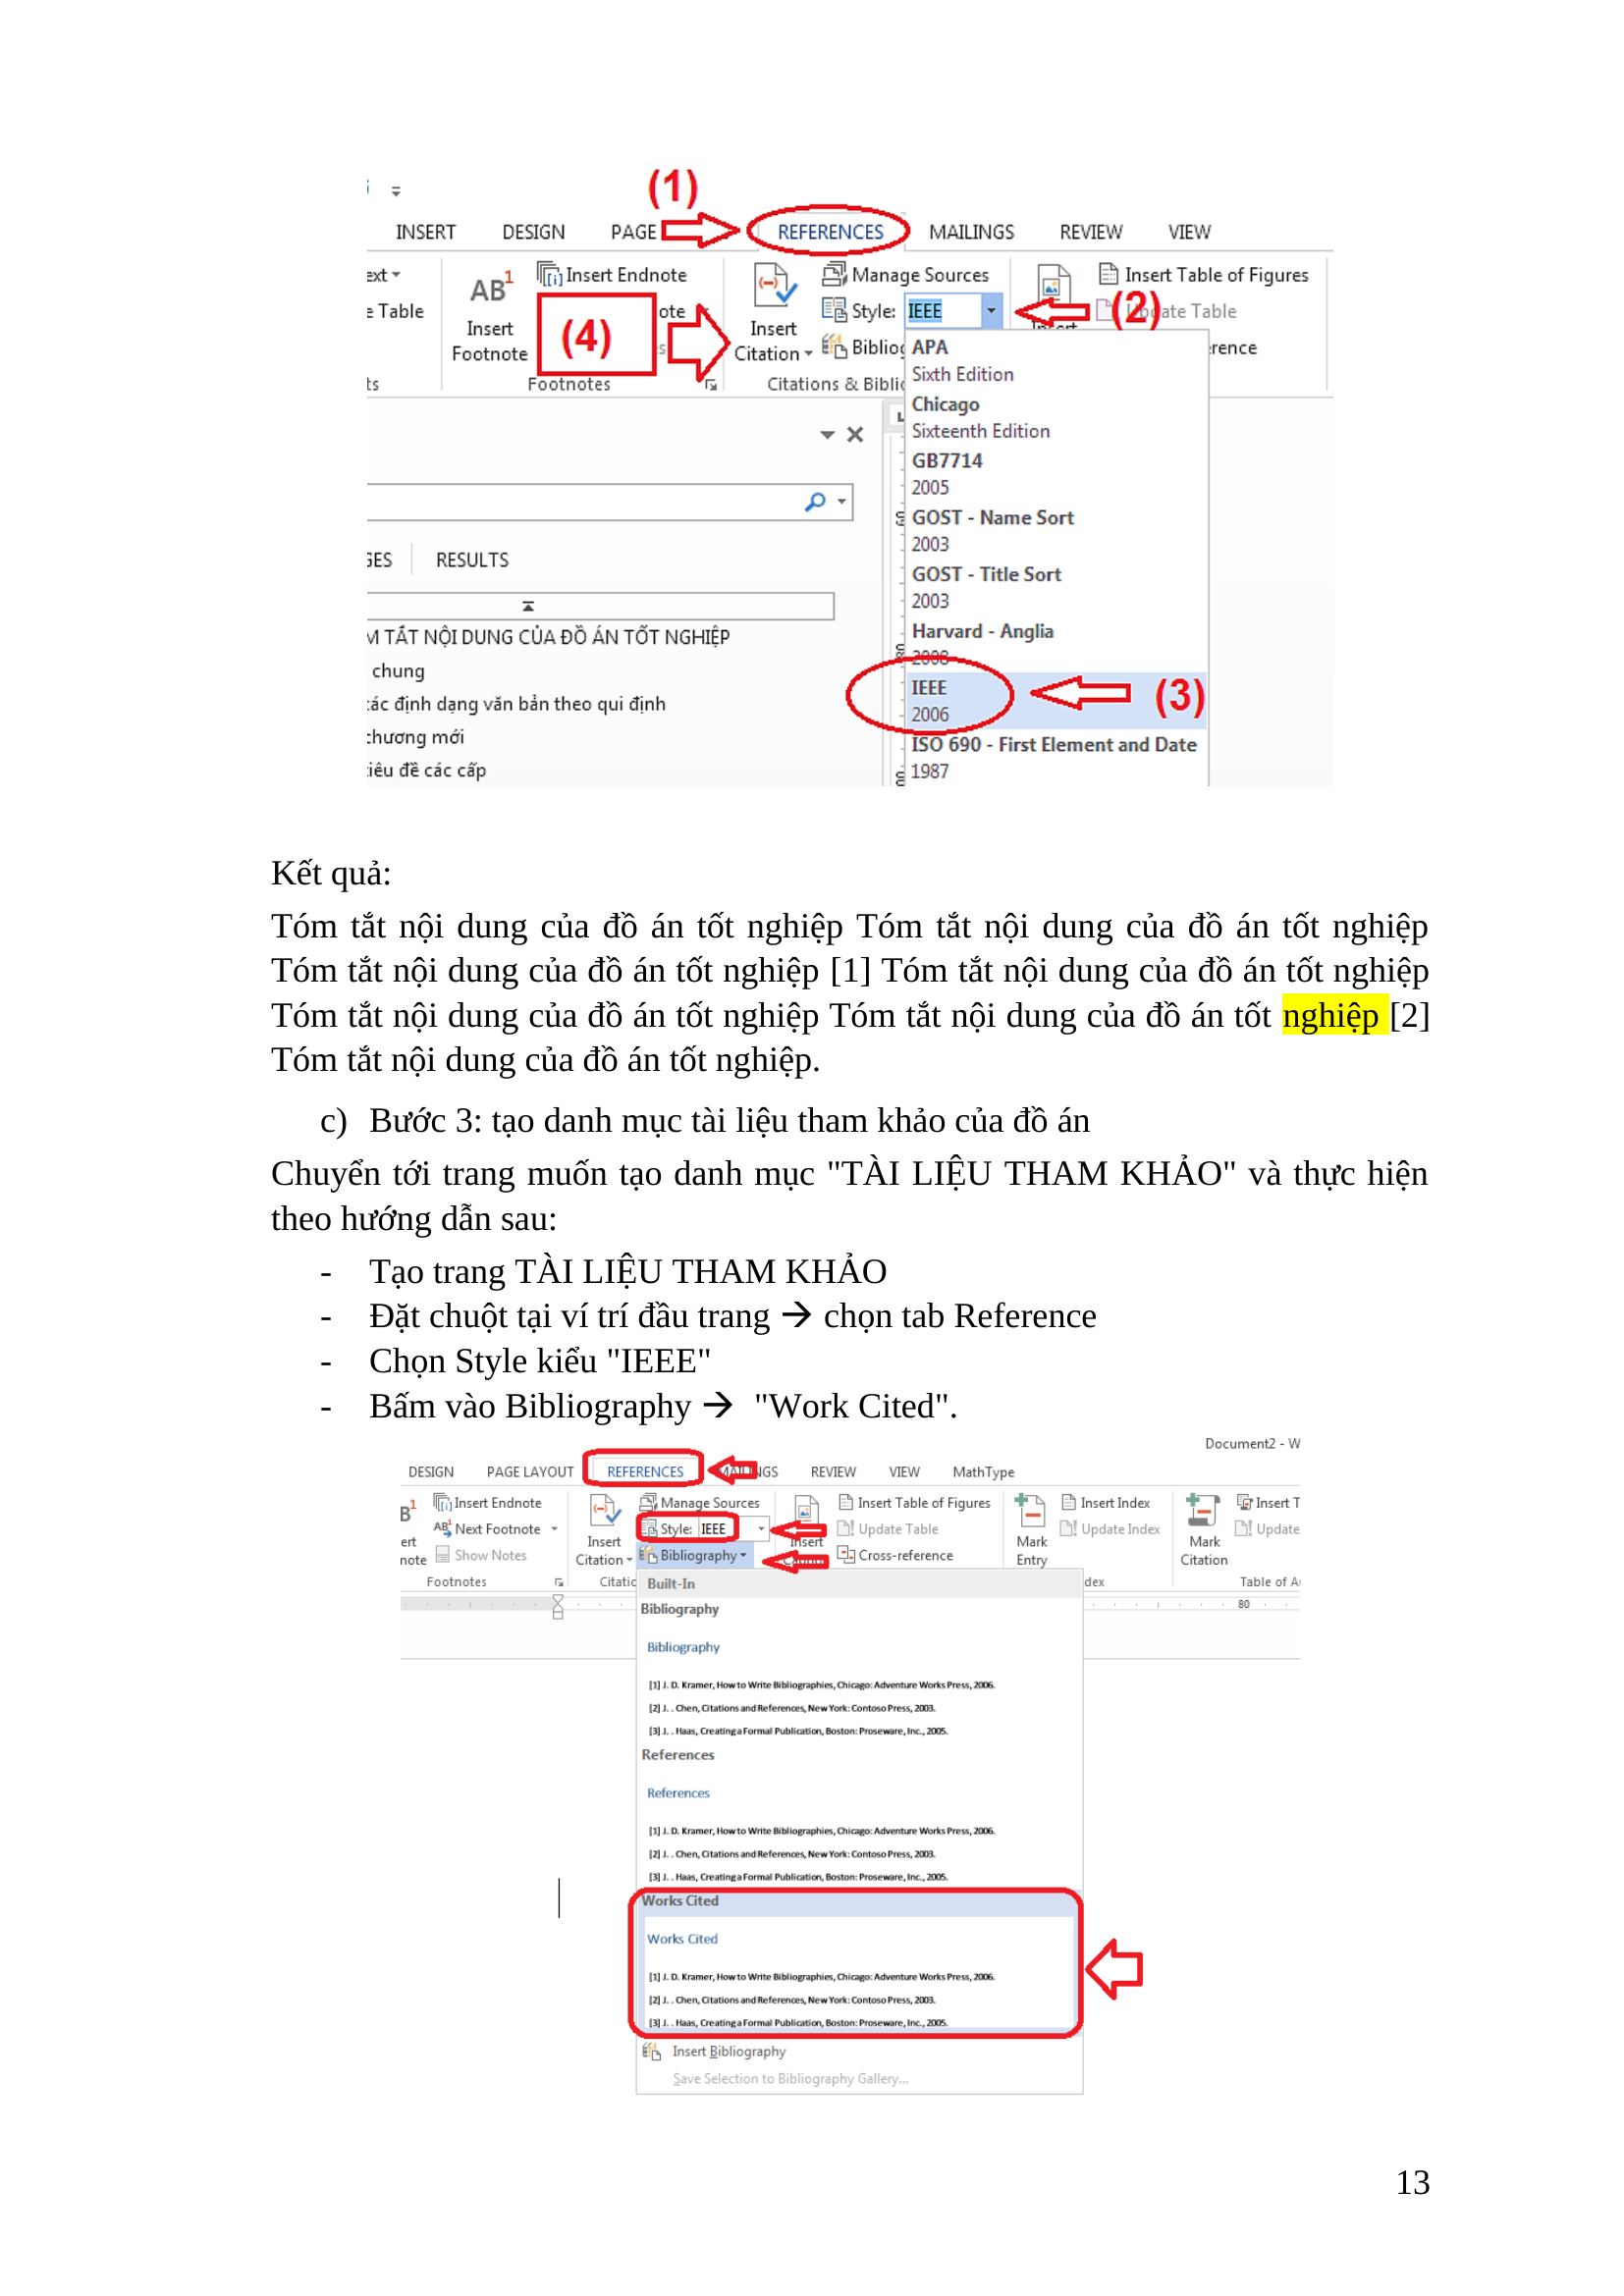 (1)
INSERT DESIGN PAGE REFERENCES MAILINGS REVIEW VIEW
ext Insert Endnote Manage Sources Insert Table of Figures
AB1 Style: IEEE (2) date Table
e Table ote
Insert Footnote (4) Insert Citation Bibliog rence
ts Footnotes Citations & Biblio
APA
Sixth Edition
Chicago
Sixteenth Edition
GB7714
2005
GOST - Name Sort
2003
GOST - Title Sort
2003
Harvard - Anglia
2008
IEEE
2006
(3)
ISO 690 - First Element and Date
1987
GES RESULTS
M TẮT NỘI DUNG CỦA ĐỒ ÁN TỐT NGHIỆP
chung
các định dạng văn bản theo qui định
chương mới
tiêu đề các cấp
Kết quả:
Tóm tắt nội dung của đồ án tốt nghiệp Tóm tắt nội dung của đồ án tốt nghiệp
Tóm tắt nội dung của đồ án tốt nghiệp [1] Tóm tắt nội dung của đồ án tốt nghiệp
Tóm tắt nội dung của đồ án tốt nghiệp Tóm tắt nội dung của đồ án tốt nghiệp [2]
Tóm tắt nội dung của đồ án tốt nghiệp.
c) Bước 3: tạo danh mục tài liệu tham khảo của đồ án
Chuyển tới trang muốn tạo danh mục "TÀI LIỆU THAM KHẢO" và thực hiện
theo hướng dẫn sau:
- Tạo trang TÀI LIỆU THAM KHẢO
- Đặt chuột tại ví trí đầu trang → chọn tab Reference
- Chọn Style kiểu "IEEE"
- Bấm vào Bibliography → "Work Cited".
Document2 - W
DESIGN PAGE LAYOUT REFERENCES MAILINGS REVIEW VIEW MathType
B1 Insert Endnote Manage Sources Insert Table of Figures Insert Index Insert T
AB1 Next Footnote Style: IEEE Update Table Update Index Update
ert note Show Notes Insert Citation Bibliography Insert Cross-reference Mark Entry Mark Citation
Footnotes Citatic dex Table of Au
80
Built-In
Bibliography
Bibliography
[1] J. D. Kramer, How to Write Bibliographies, Chicago: Adventure Works Press, 2006.
[2] J. . Chen, Citations and References, New York: Contoso Press, 2003.
[3] J. . Haas, Creating a Formal Publication, Boston: Proseware, Inc., 2005.
References
References
[1] J. D. Kramer, How to Write Bibliographies, Chicago: Adventure Works Press, 2006.
[2] J. . Chen, Citations and References, New York: Contoso Press, 2003.
[3] J. . Haas, Creating a Formal Publication, Boston: Proseware, Inc., 2005.
Works Cited
Works Cited
[1] J. D. Kramer, How to Write Bibliographies, Chicago: Adventure Works Press, 2006.
[2] J. . Chen, Citations and References, New York: Contoso Press, 2003.
[3] J. . Haas, Creating a Formal Publication, Boston: Proseware, Inc., 2005.
Insert Bibliography
Save Selection to Bibliography Gallery...
13